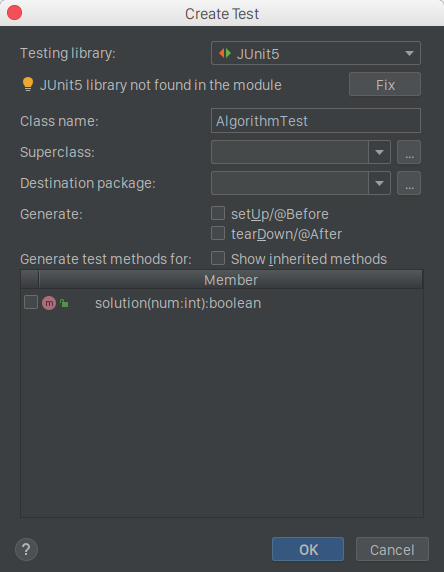 Create Test
Testing library: JUnit5
JUnit5 library not found in the module Fix
Class name: AlgorithmTest
Superclass: ...
Destination package: ...
Generate: setUp/@Before
tearDown/@After
Generate test methods for: Show inherited methods
Member
m solution(num:int):boolean
? OK Cancel